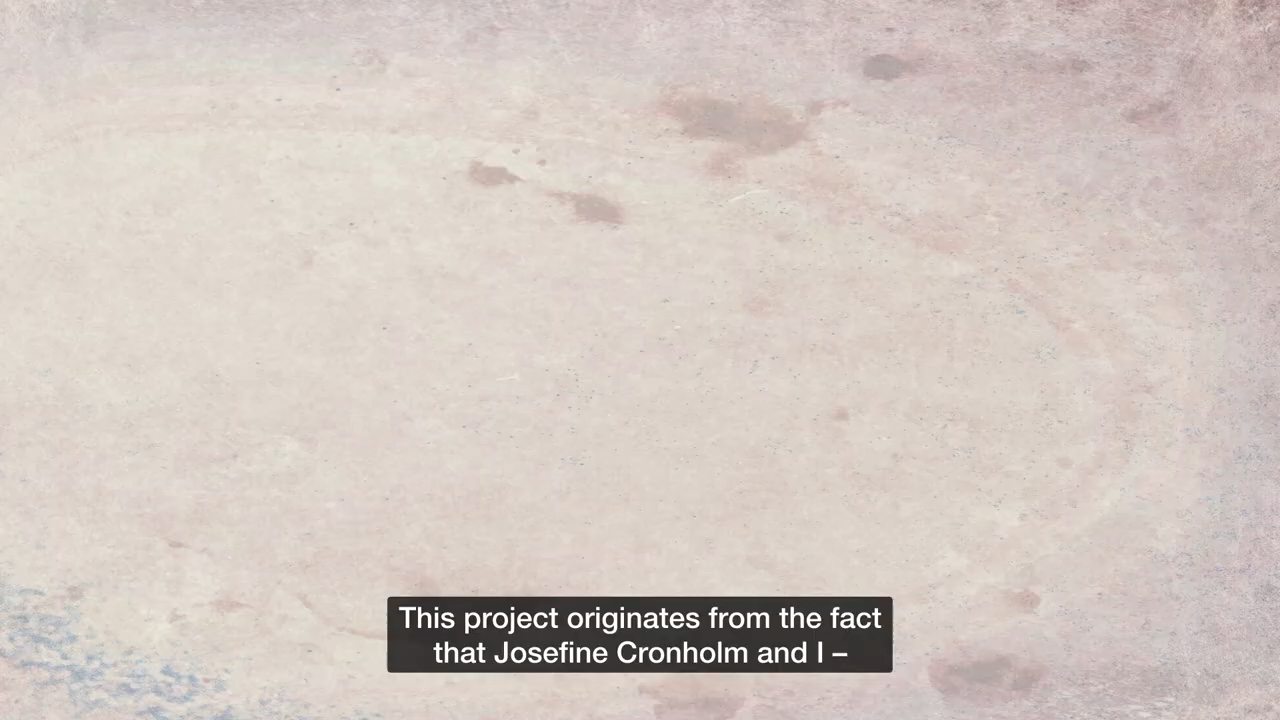 This project originates from the fact
that Josefine Cronholm and I –